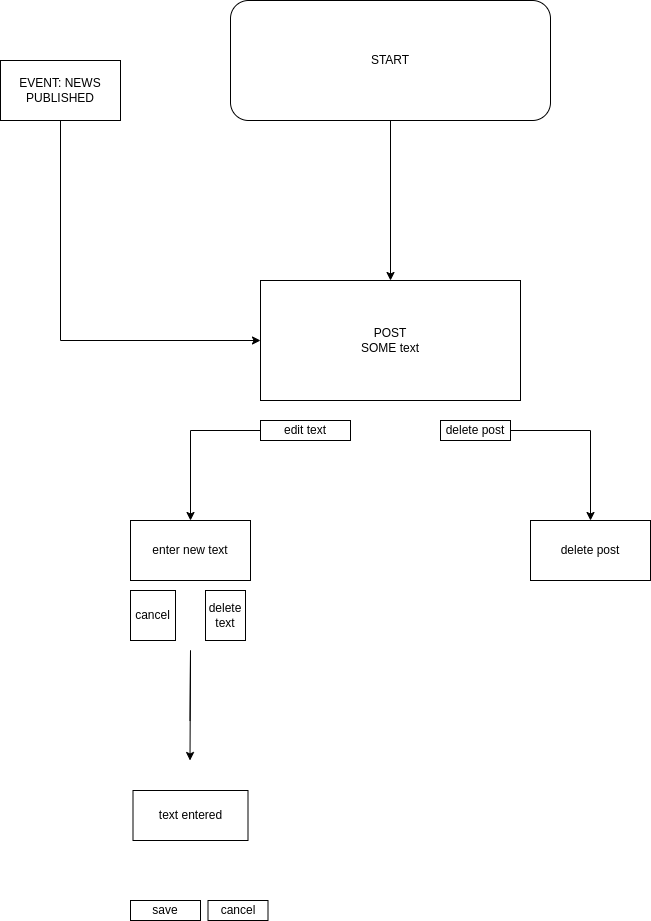 START
EVENT: NEWS
PUBLISHED
POST
SOME text
edit text
delete post
enter new text
delete post
cancel
delete
text
text entered
save
cancel